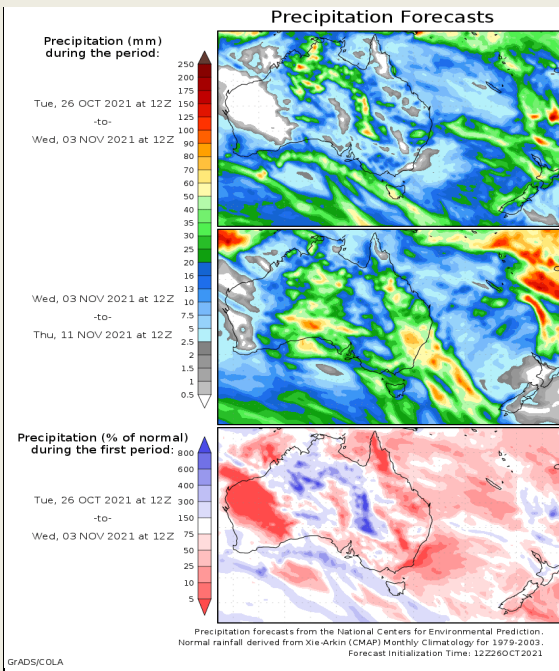 Precipitation Forecasts
Precipitation (mm)
during the period:
Tue, 26 OCT 2021 at 12Z
-to-
Wed, 03 NOV 2021 at 12Z
250
200
175
150
125
100
90
80
70
60
50
45
40
35
30
25
20
16
13
10
7.5
5
2.5
2
1.5
1
0.5
Wed, 03 NOV 2021 at 12Z
-to-
Thu, 11 NOV 2021 at 12Z
Precipitation (% of normal)
during the first period:
Tue, 26 OCT 2021 at 12Z
-to-
Wed, 03 NOV 2021 at 12Z
800
600
400
300
150
75
50
25
10
5
Precipitation forecasts from the National Centers for Environmental Prediction.
Normal rainfall derived from Xie-Arkin (CMAP) Monthly Climatology for 1979-2003.
Forecast Initialization Time: 12Z26OCT2021
GrADS/COLA